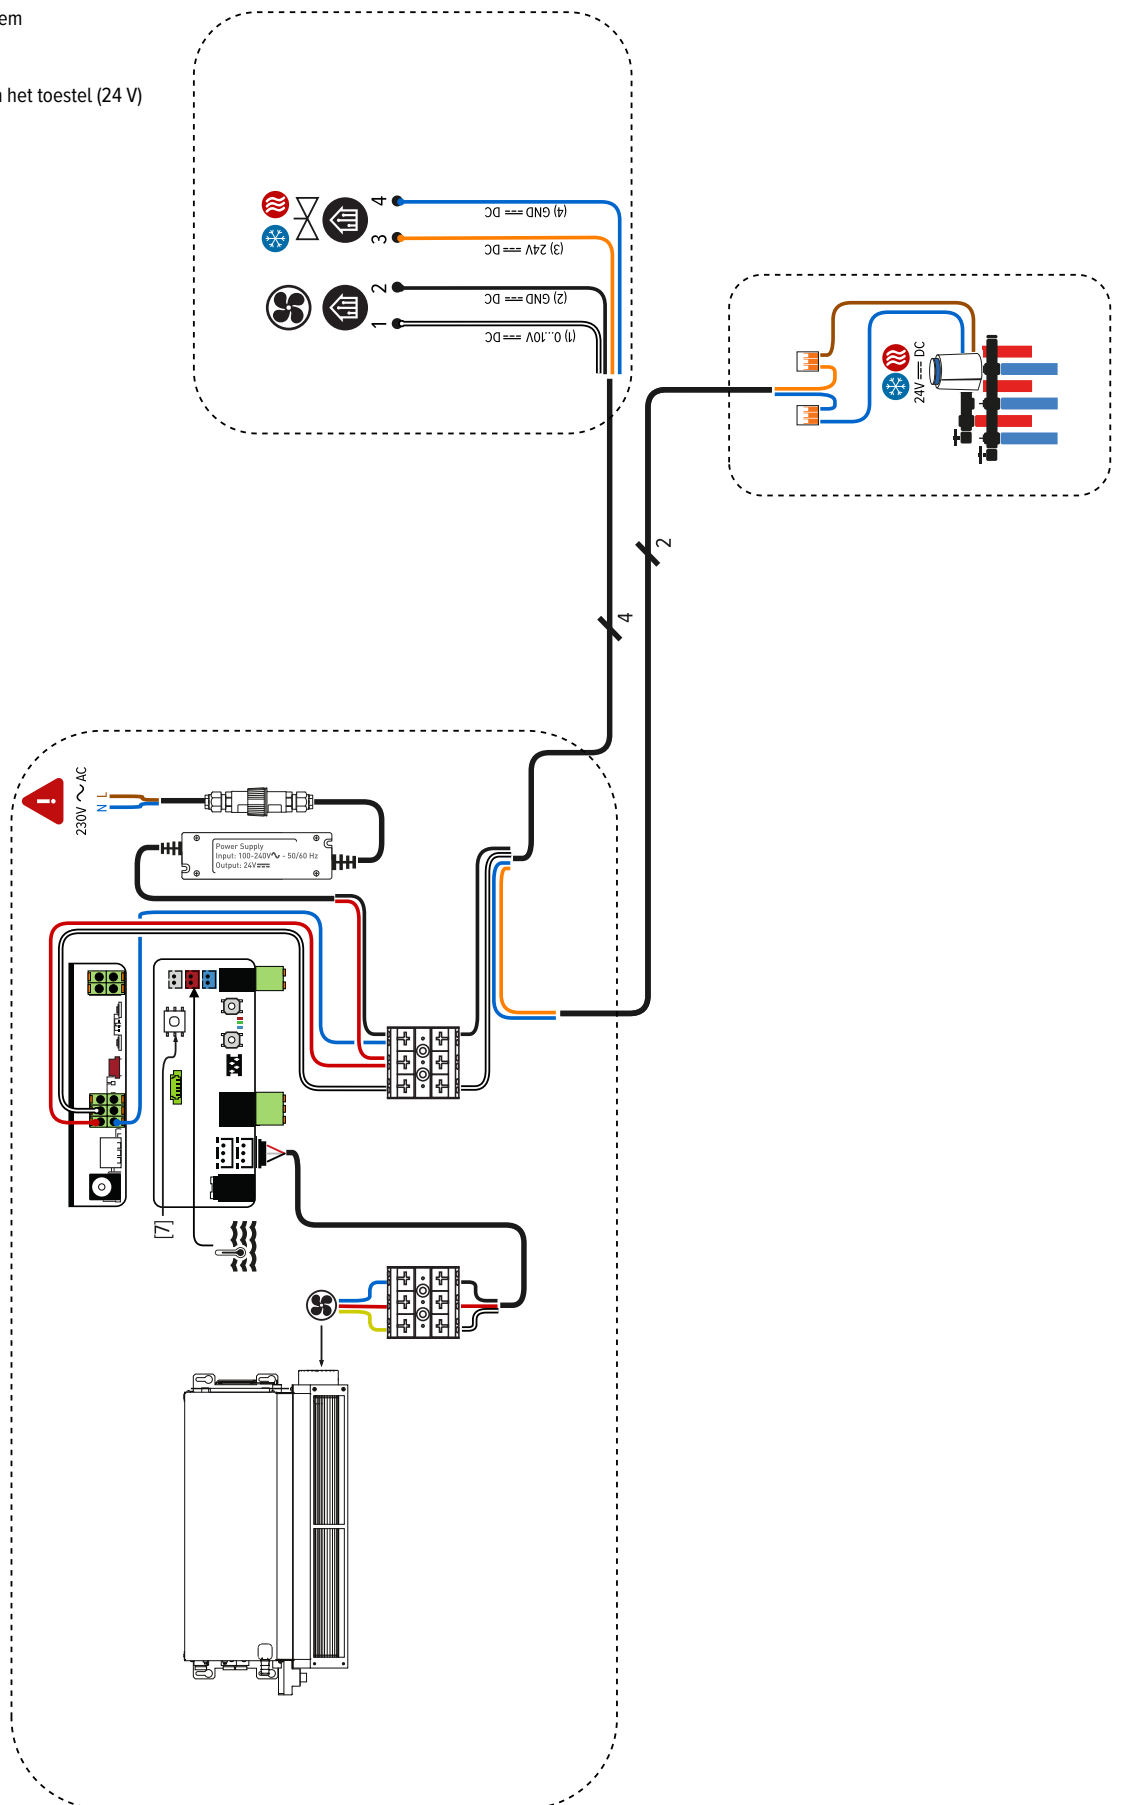 em
n het toestel (24 V)
4
(4) GND DC
3
(3) 24V DC
2
(2) GND DC
1
(1) 0...10V DC
24V DC
2
4
230V AC
N
L
Power Supply
Input: 100-240V - 50/60 Hz
Output: 24V
[7]